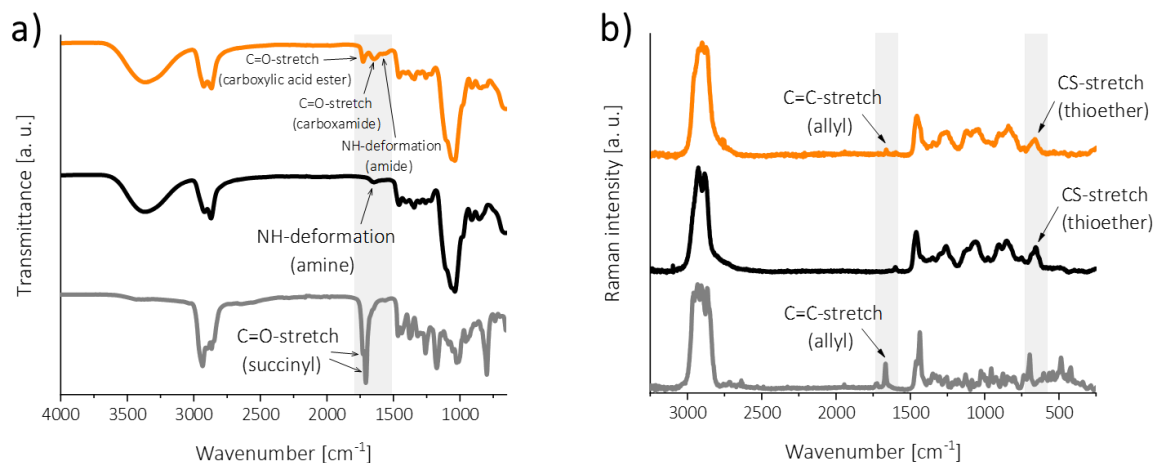 a)
C=O-stretch
(carboxylic acid ester)
C=O-stretch
(carboxamide)
NH-deformation
(amide)
NH-deformation
(amine)
C=O-stretch
(succinyl)
Transmittance [a. u.]
4000 3500 3000 2500 2000 1500 1000
Wavenumber [cm⁻¹]
b)
C=C-stretch
(allyl)
CS-stretch
(thioether)
CS-stretch
(thioether)
C=C-stretch
(allyl)
Raman intensity [a. u.]
3000 2500 2000 1500 1000 500
Wavenumber [cm⁻¹]